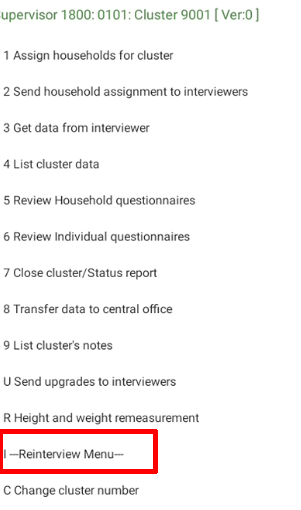 upervisor 1800: 0101: Cluster 9001 [ Ver:0 ]
1 Assign households for cluster
2 Send household assignment to interviewers
3 Get data from interviewer
4 List cluster data
5 Review Household questionnaires
6 Review Individual questionnaires
7 Close cluster/Status report
8 Transfer data to central office
9 List cluster's notes
U Send upgrades to interviewers
R Height and weight remeasurement
I ---Reinterview Menu---
C Change cluster number